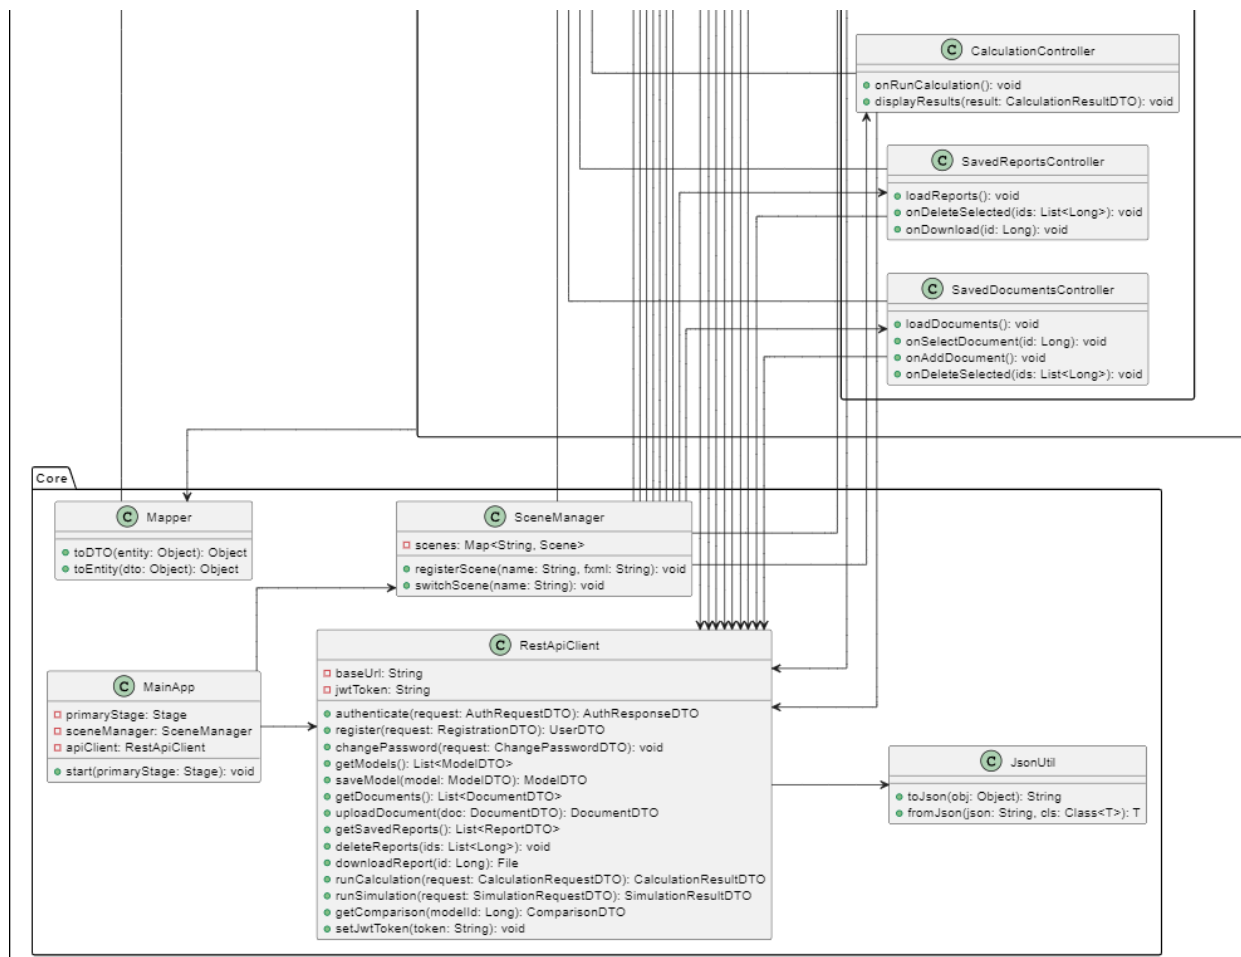 C CalculationController
onRunCalculation(): void
displayResults(result: CalculationResultDTO): void
C SavedReportsController
loadReports(): void
onDeleteSelected(ids: List<Long>): void
onDownload(id: Long): void
C SavedDocumentsController
loadDocuments(): void
onSelectDocument(id: Long): void
onAddDocument(): void
onDeleteSelected(ids: List<Long>): void
Core
C Mapper
toDTO(entity: Object): Object
toEntity(dto: Object): Object
C SceneManager
scenes: Map<String, Scene>
registerScene(name: String, fxml: String): void
switchScene(name: String): void
C MainApp
primaryStage: Stage
sceneManager: SceneManager
apiClient: RestApiClient
start(primaryStage: Stage): void
C RestApiClient
baseUrl: String
jwtToken: String
authenticate(request: AuthRequestDTO): AuthResponseDTO
register(request: RegistrationDTO): UserDTO
changePassword(request: ChangePasswordDTO): void
getModels(): List<ModelDTO>
saveModel(model: ModelDTO): ModelDTO
getDocuments(): List<DocumentDTO>
uploadDocument(doc: DocumentDTO): DocumentDTO
getSavedReports(): List<ReportDTO>
deleteReports(ids: List<Long>): void
downloadReport(id: Long): File
runCalculation(request: CalculationRequestDTO): CalculationResultDTO
runSimulation(request: SimulationRequestDTO): SimulationResultDTO
getComparison(modelId: Long): ComparisonDTO
setJwtToken(token: String): void
C JsonUtil
toJson(obj: Object): String
fromJson(json: String, cls: Class<T>): T